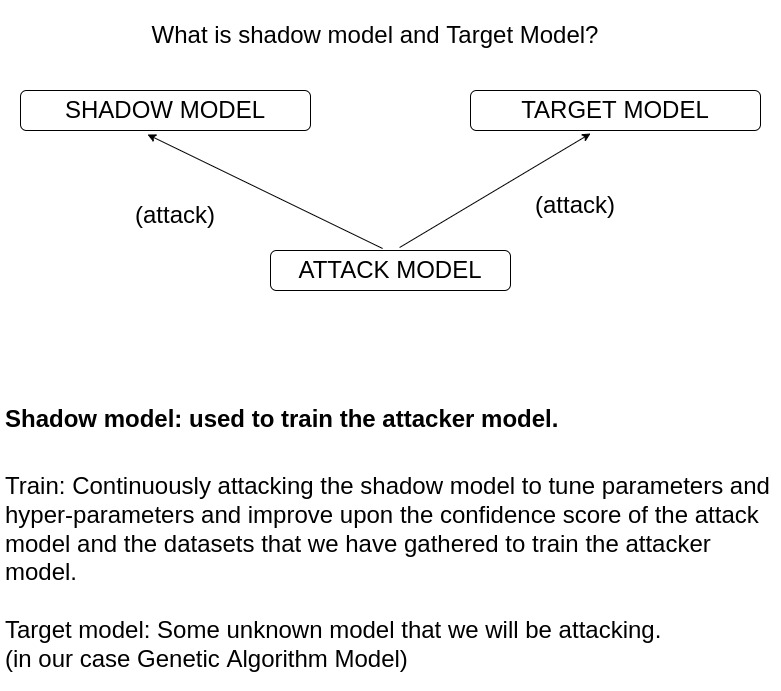 What is shadow model and Target Model?
SHADOW MODEL
TARGET MODEL
(attack)
(attack)
ATTACK MODEL
Shadow model: used to train the attacker model.
Train: Continuously attacking the shadow model to tune parameters and
hyper-parameters and improve upon the confidence score of the attack
model and the datasets that we have gathered to train the attacker
model.
Target model: Some unknown model that we will be attacking.
(in our case Genetic Algorithm Model)